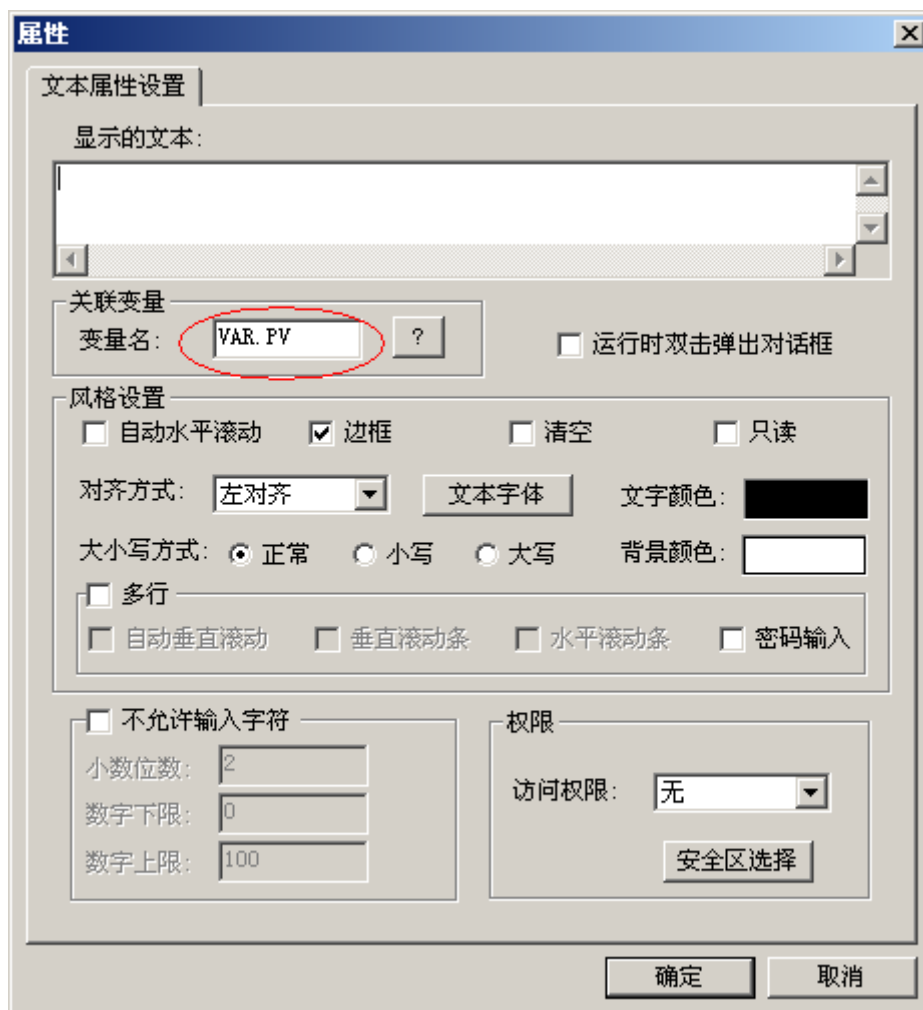 属性
文本属性设置
显示的文本:
关联变量
变量名: VAR.PV ? 运行时双击弹出对话框
风格设置
自动水平滚动 边框 清空 只读
对齐方式: 左对齐 文本字体 文字颜色:
大小写方式: 正常 小写 大写 背景颜色:
多行
自动垂直滚动 垂直滚动条 水平滚动条 密码输入
不允许输入字符
小数位数: 2
数字下限: 0
数字上限: 100
权限
访问权限: 无
安全区选择
确定 取消